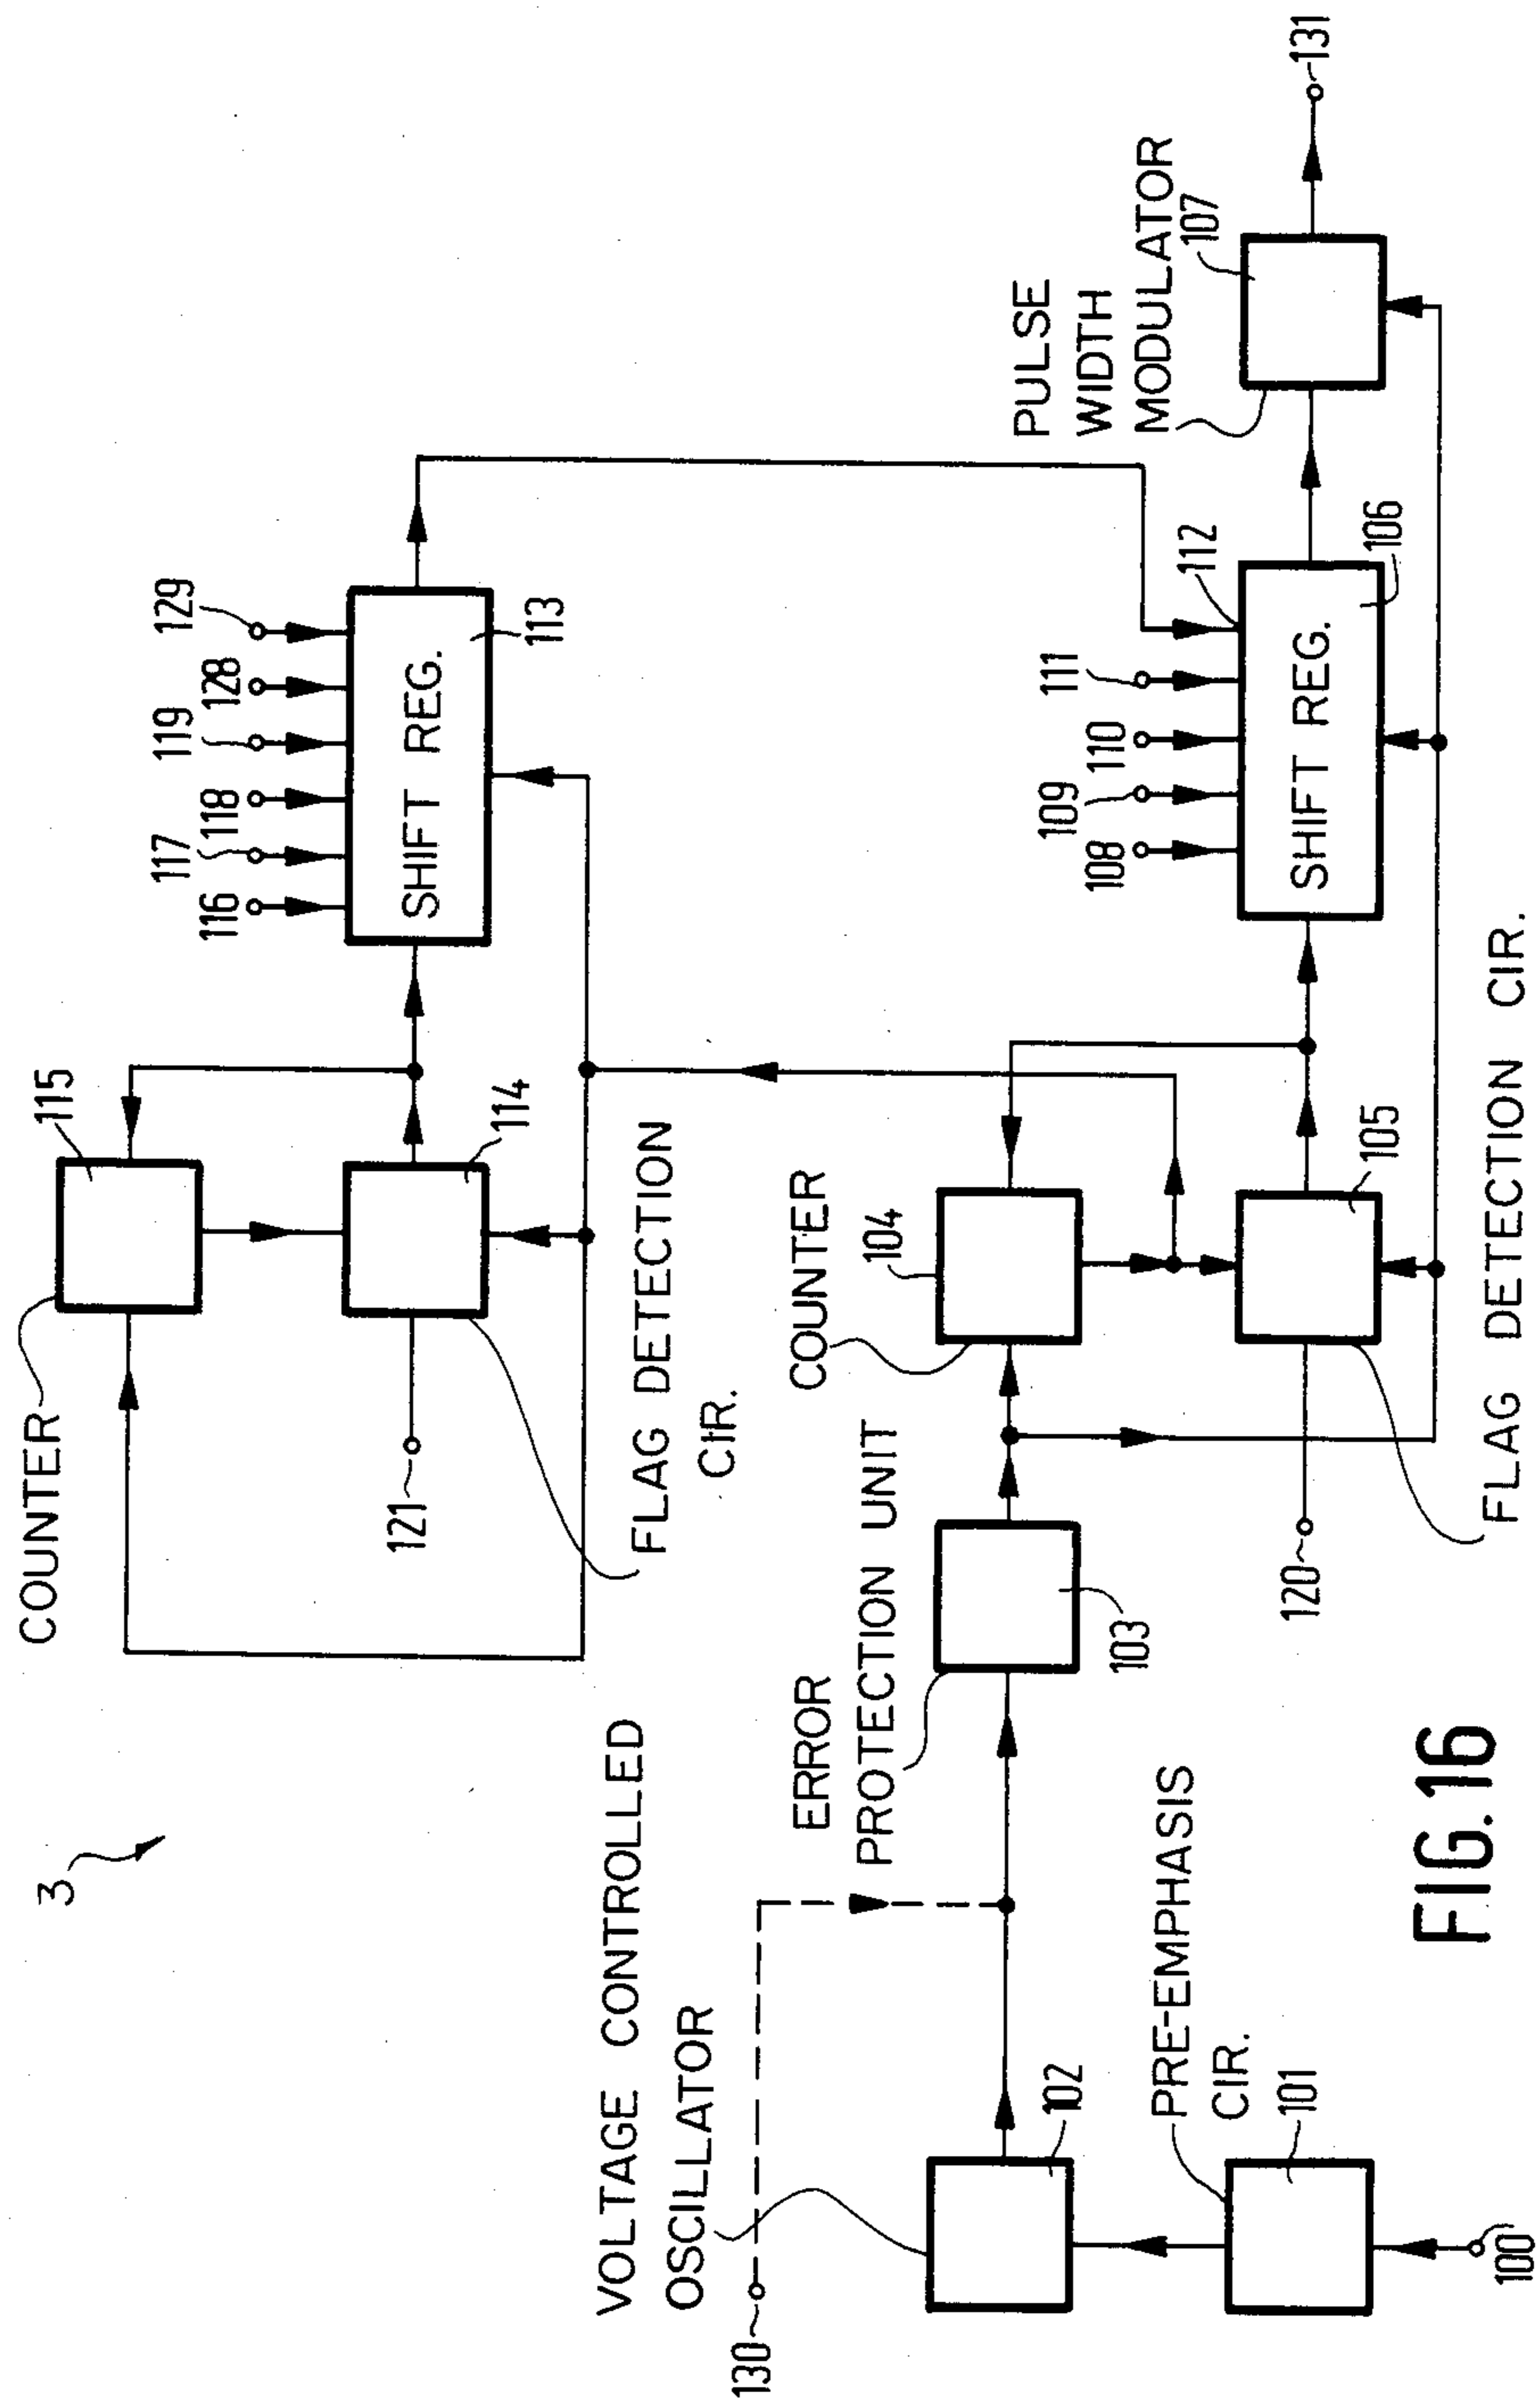 3
COUNTER
115
121
114
FLAG DETECTION
CIR.
116
117
118
119
128
129
SHIFT REG.
113
VOLTAGE CONTROLLED
OSCILLATOR
130
102
ERROR
PROTECTION UNIT
103
COUNTER
104
PRE-EMPHASIS
CIR.
101
100
120
105
FLAG DETECTION CIR.
108
109
110
111
112
SHIFT REG.
106
PULSE
WIDTH
MODULATOR
107
131
FIG. 16